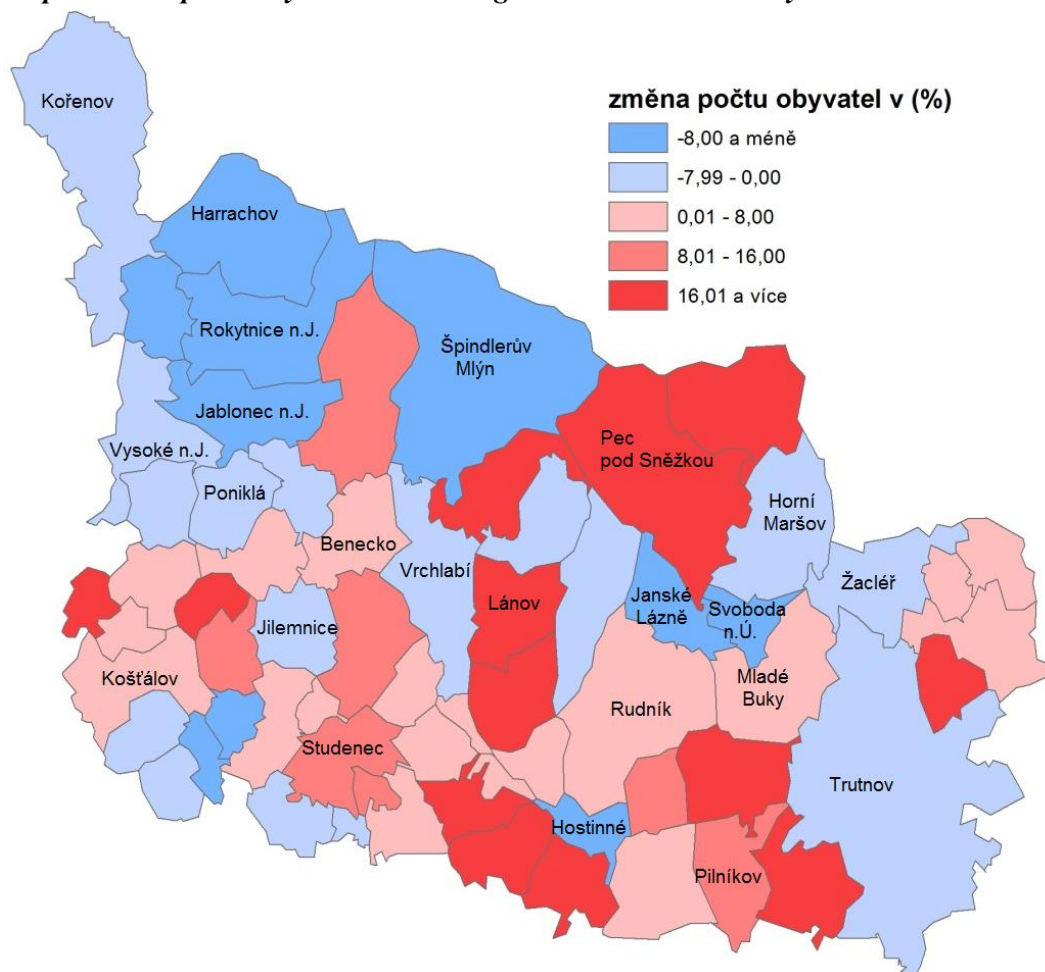 změna počtu obyvatel v (%)
-8,00 a méně
-7,99 - 0,00
0,01 - 8,00
8,01 - 16,00
16,01 a více
Kořenov
Harrachov
Rokytnice n.J.
Špindlerův
Mlýn
Jablonec n.J.
Vysoké n.J.
Pec
pod Sněžkou
Poniklá
Horní
Maršov
Benecko
Vrchlabí
Žacléř
Lánov
Janské
Lázně
Svoboda
n.Ú.
Jilemnice
Košťálov
Rudník
Mladé
Buky
Studenec
Trutnov
Hostinné
Pilníkov